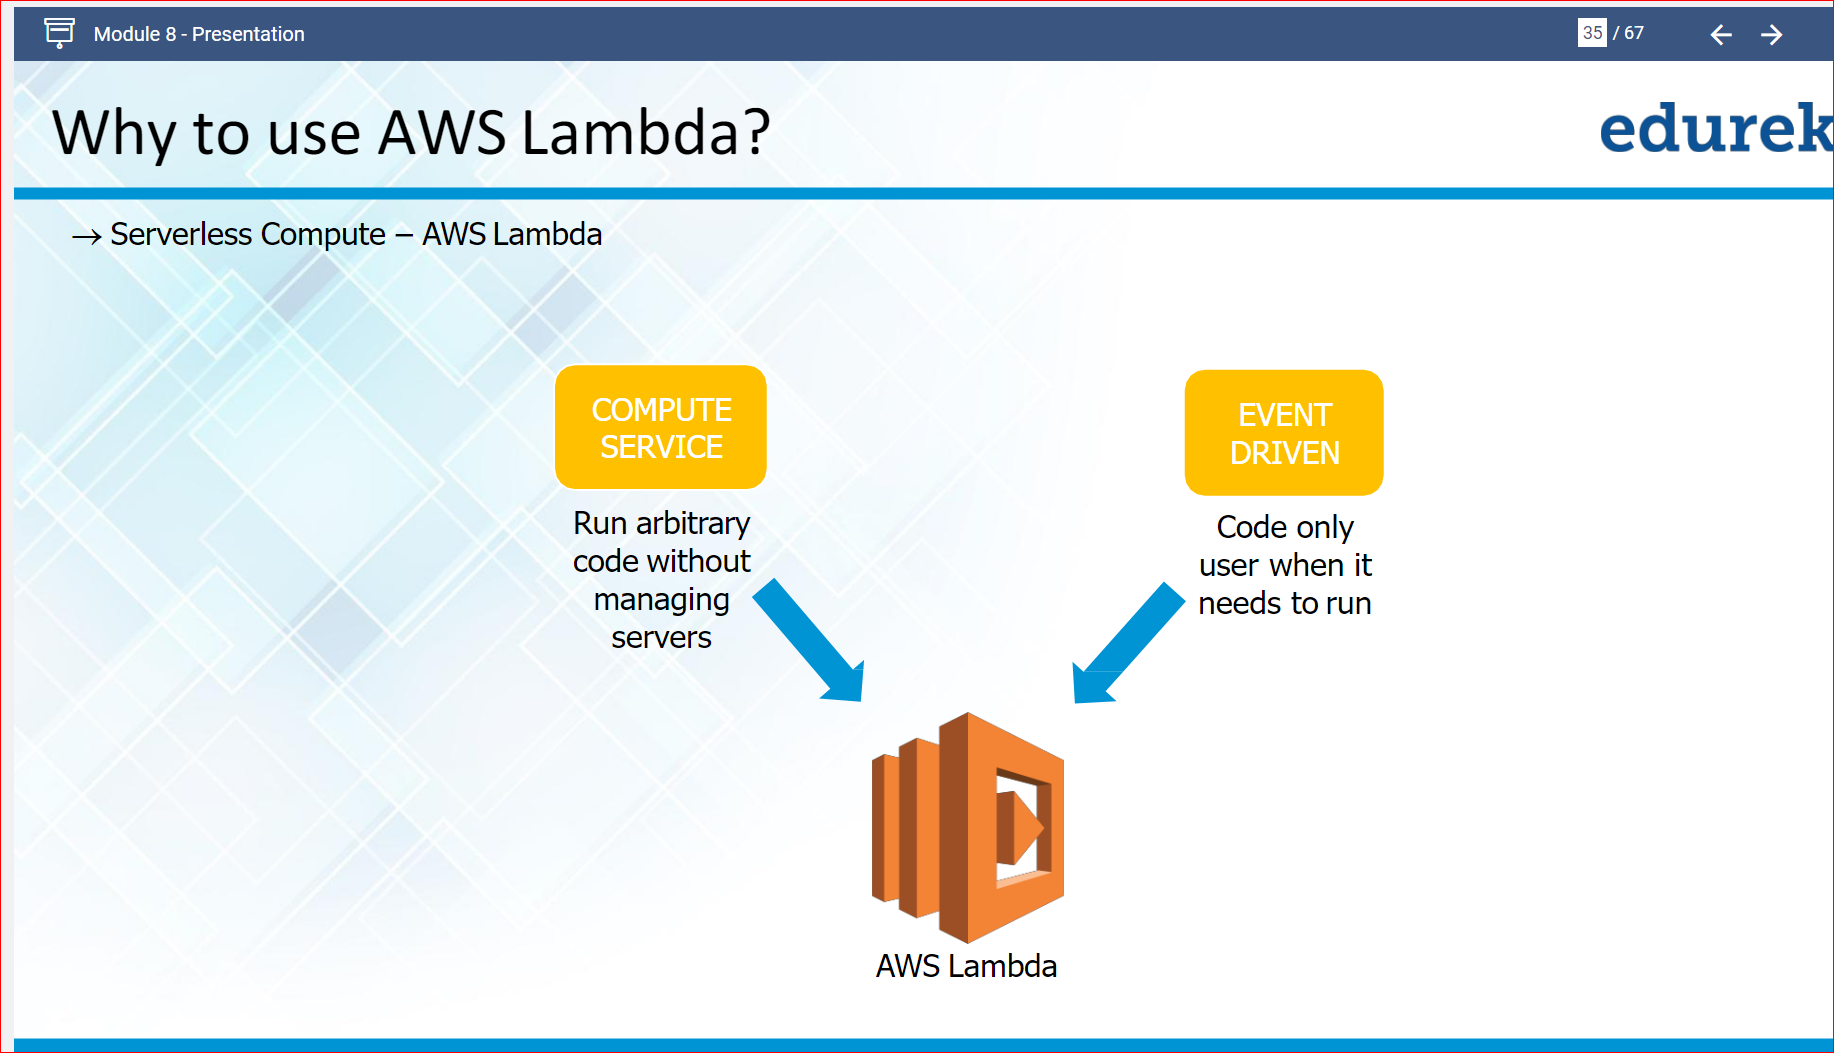 Module 8 - Presentation
35 / 67
Why to use AWS Lambda?
edurek
→ Serverless Compute – AWS Lambda
COMPUTE
SERVICE
Run arbitrary
code without
managing
servers
EVENT
DRIVEN
Code only
user when it
needs to run
AWS Lambda